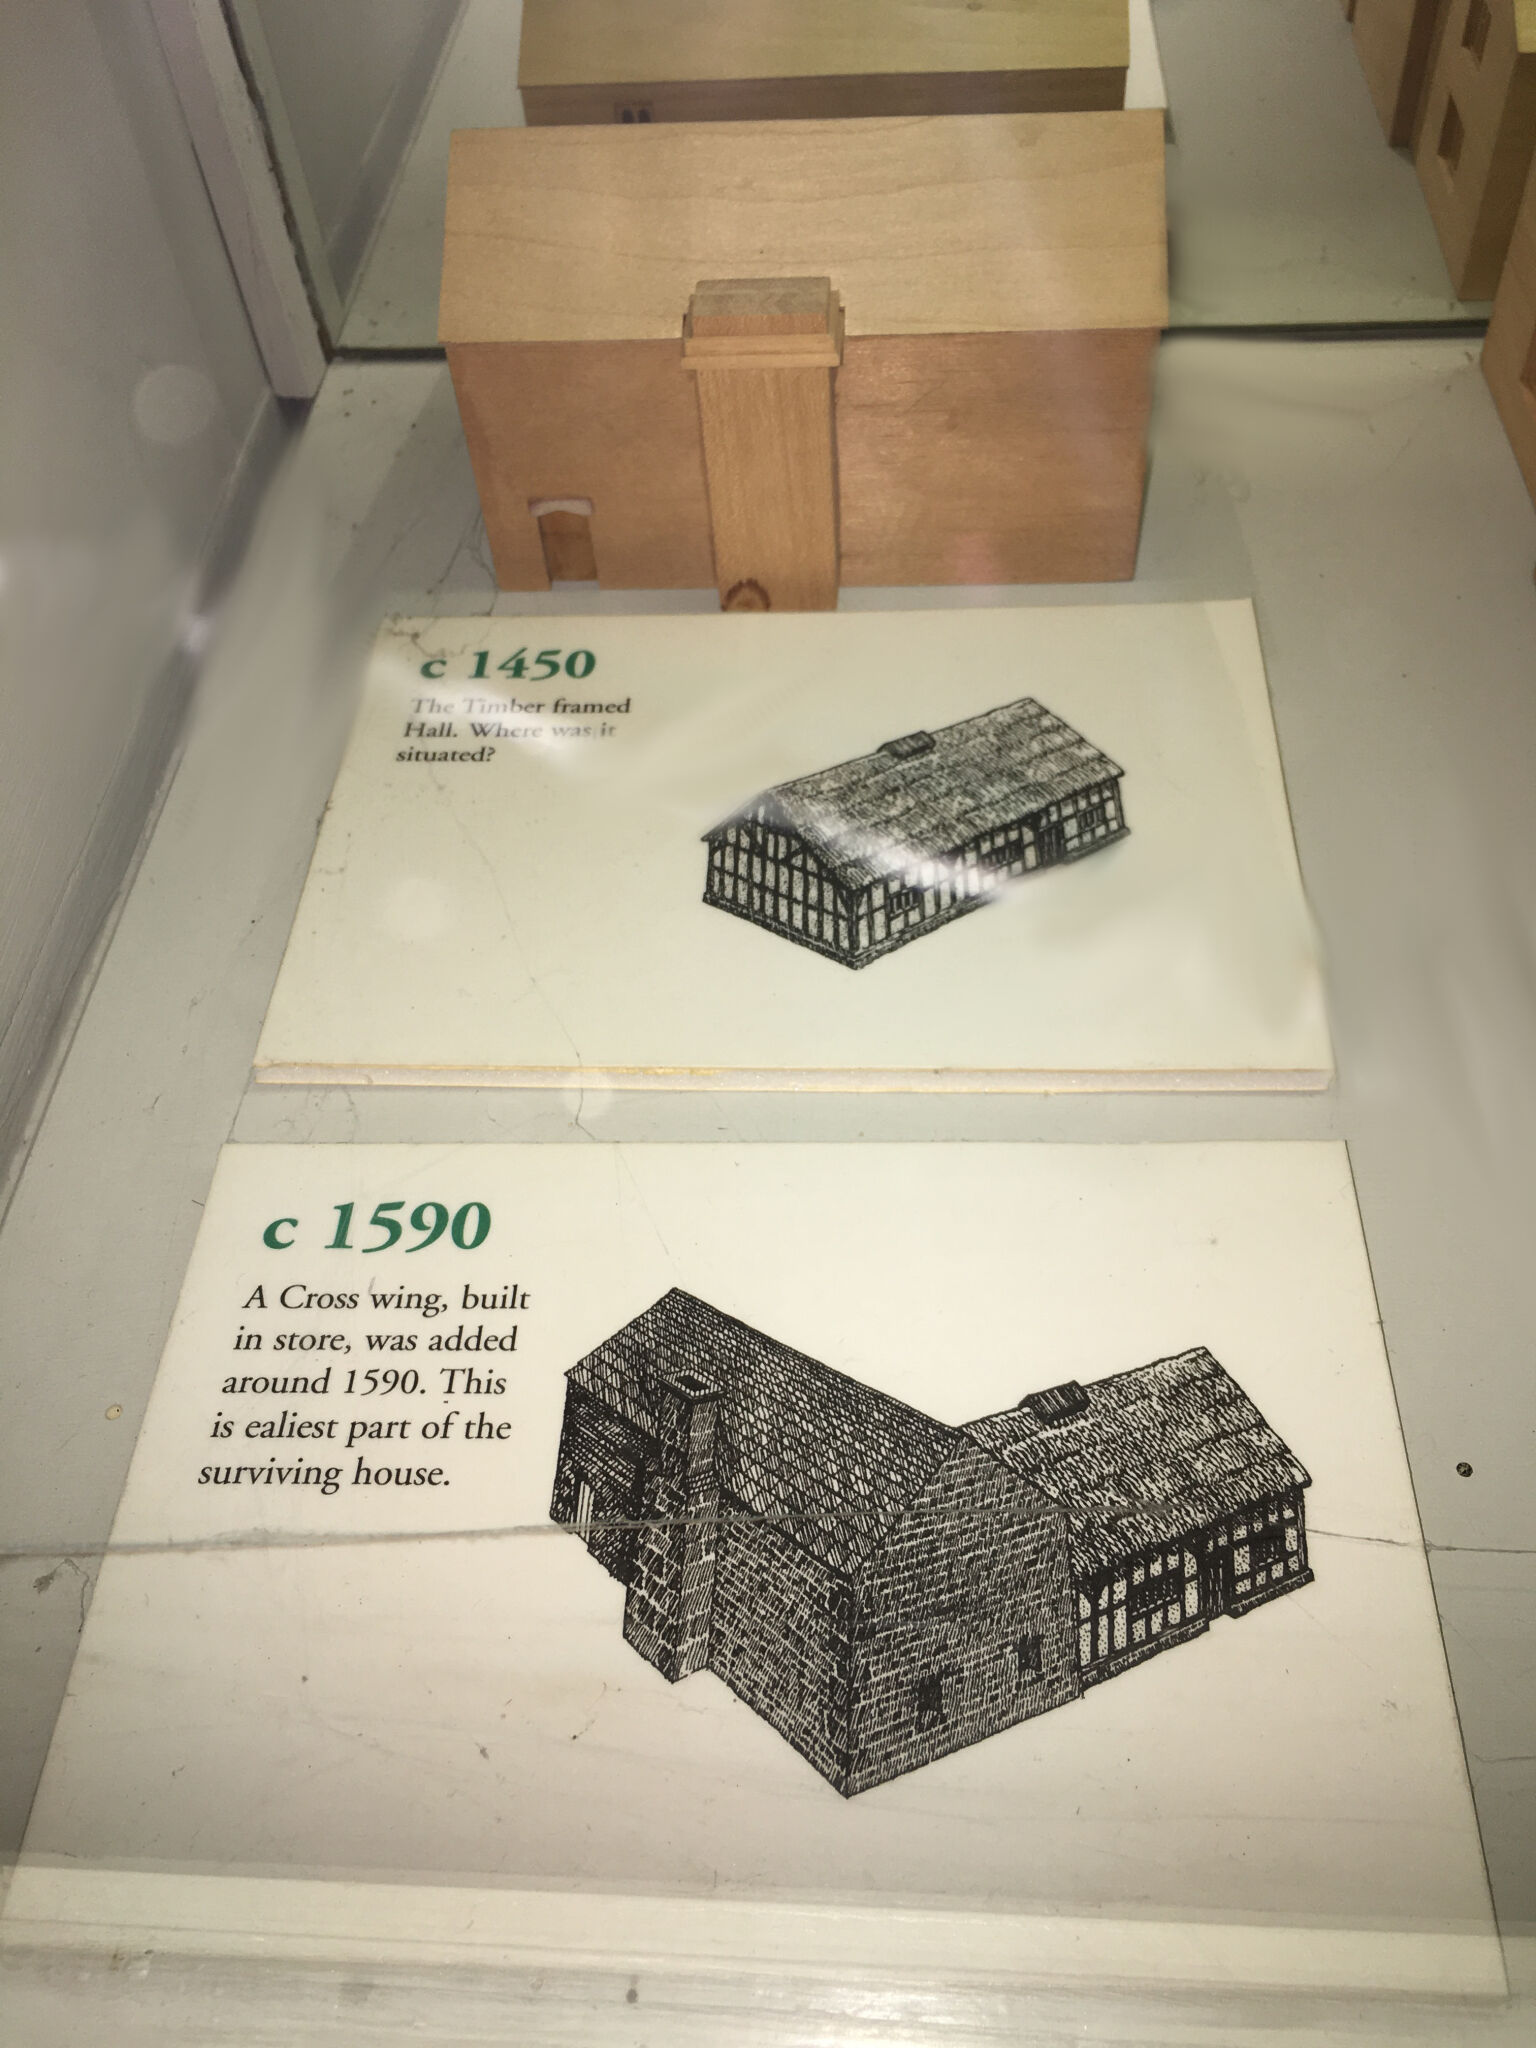 c 1450
The Timber framed
Hall. Where was it
situated?
c 1590
A Cross wing, built
in store, was added
around 1590. This
is ealiest part of the
surviving house.